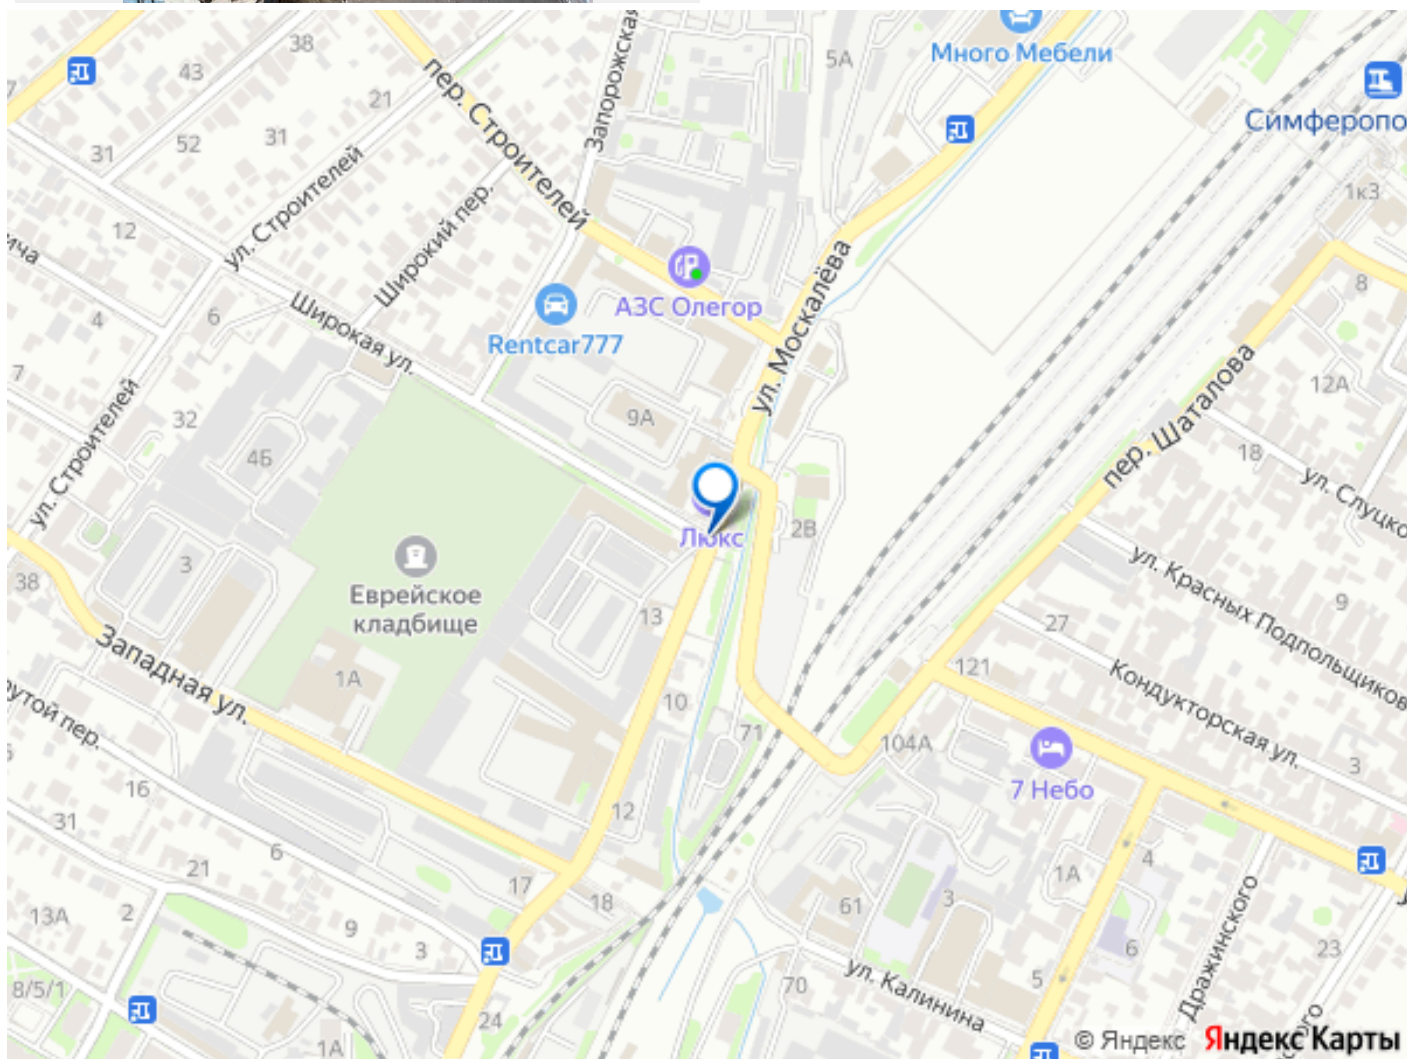 38
43
21
52
31
31
12
пер. Строителей
Запорожская
5А
Много Мебели
Симферопо
1к3
ул. Строителей
Широкий пер.
ича
4
6
Широкая ул.
АЗС Олегор
Rentcar777
ул. Москалёва
8
12А
пер. Шаталова
18
ул. Слуцко
7
32
4Б
9А
ул. Строителей
Люкс
2В
ул. Красных Подпольщиков
9
38
3
Еврейское
кладбище
13
27
Кондукторская ул.
121
3
Западная ул.
1А
10
71
104А
7 Небо
утой пер.
16
31
6
21
12
17
18
13А
2
9
3
8/5/1
24
1А
61
3
1А
4
6
5
23
70
ул. Калинина
Дражинского
© Яндекс
Яндекс Карты